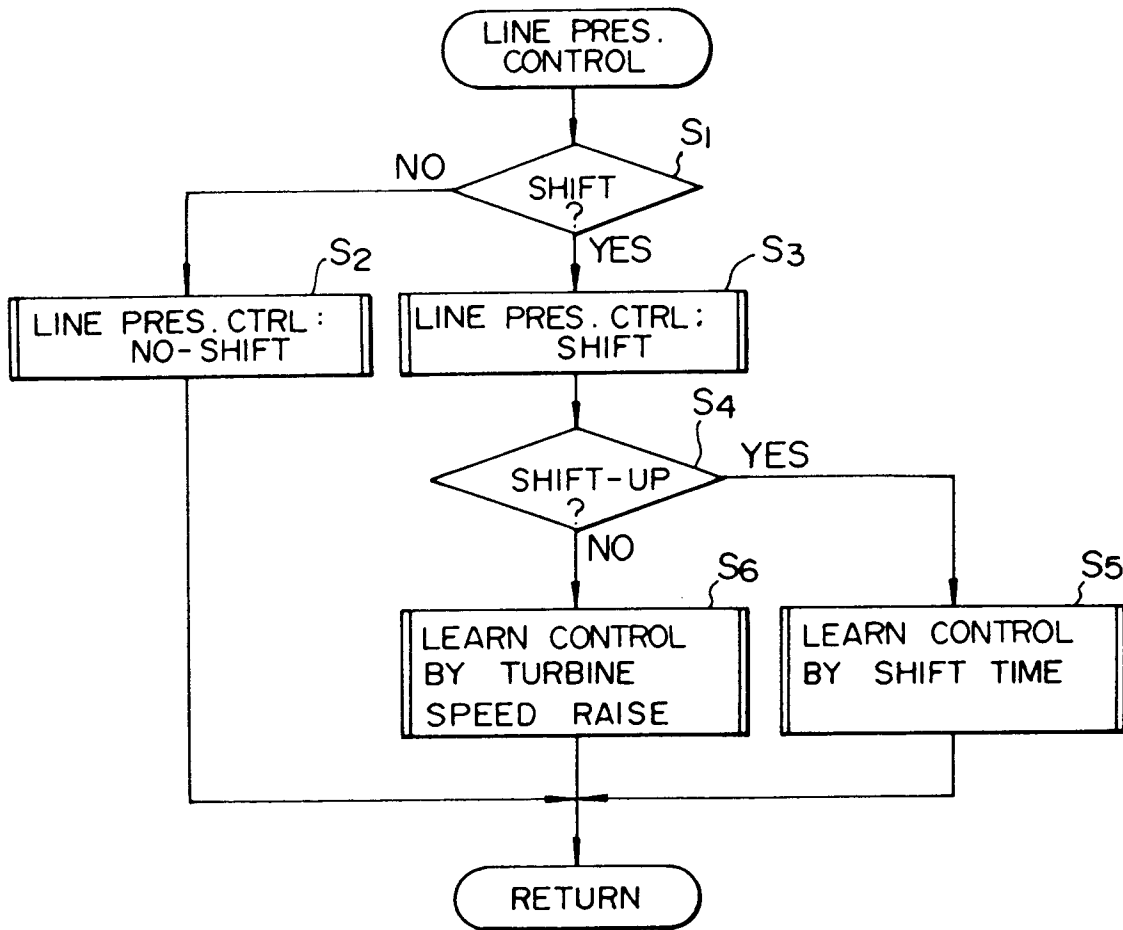 LINE PRES.
CONTROL
S1
NO
SHIFT
?
YES
S2
S3
LINE PRES. CTRL:
NO-SHIFT
LINE PRES. CTRL:
SHIFT
S4
YES
SHIFT-UP
?
NO
S6
S5
LEARN CONTROL
BY TURBINE
SPEED RAISE
LEARN CONTROL
BY SHIFT TIME
RETURN